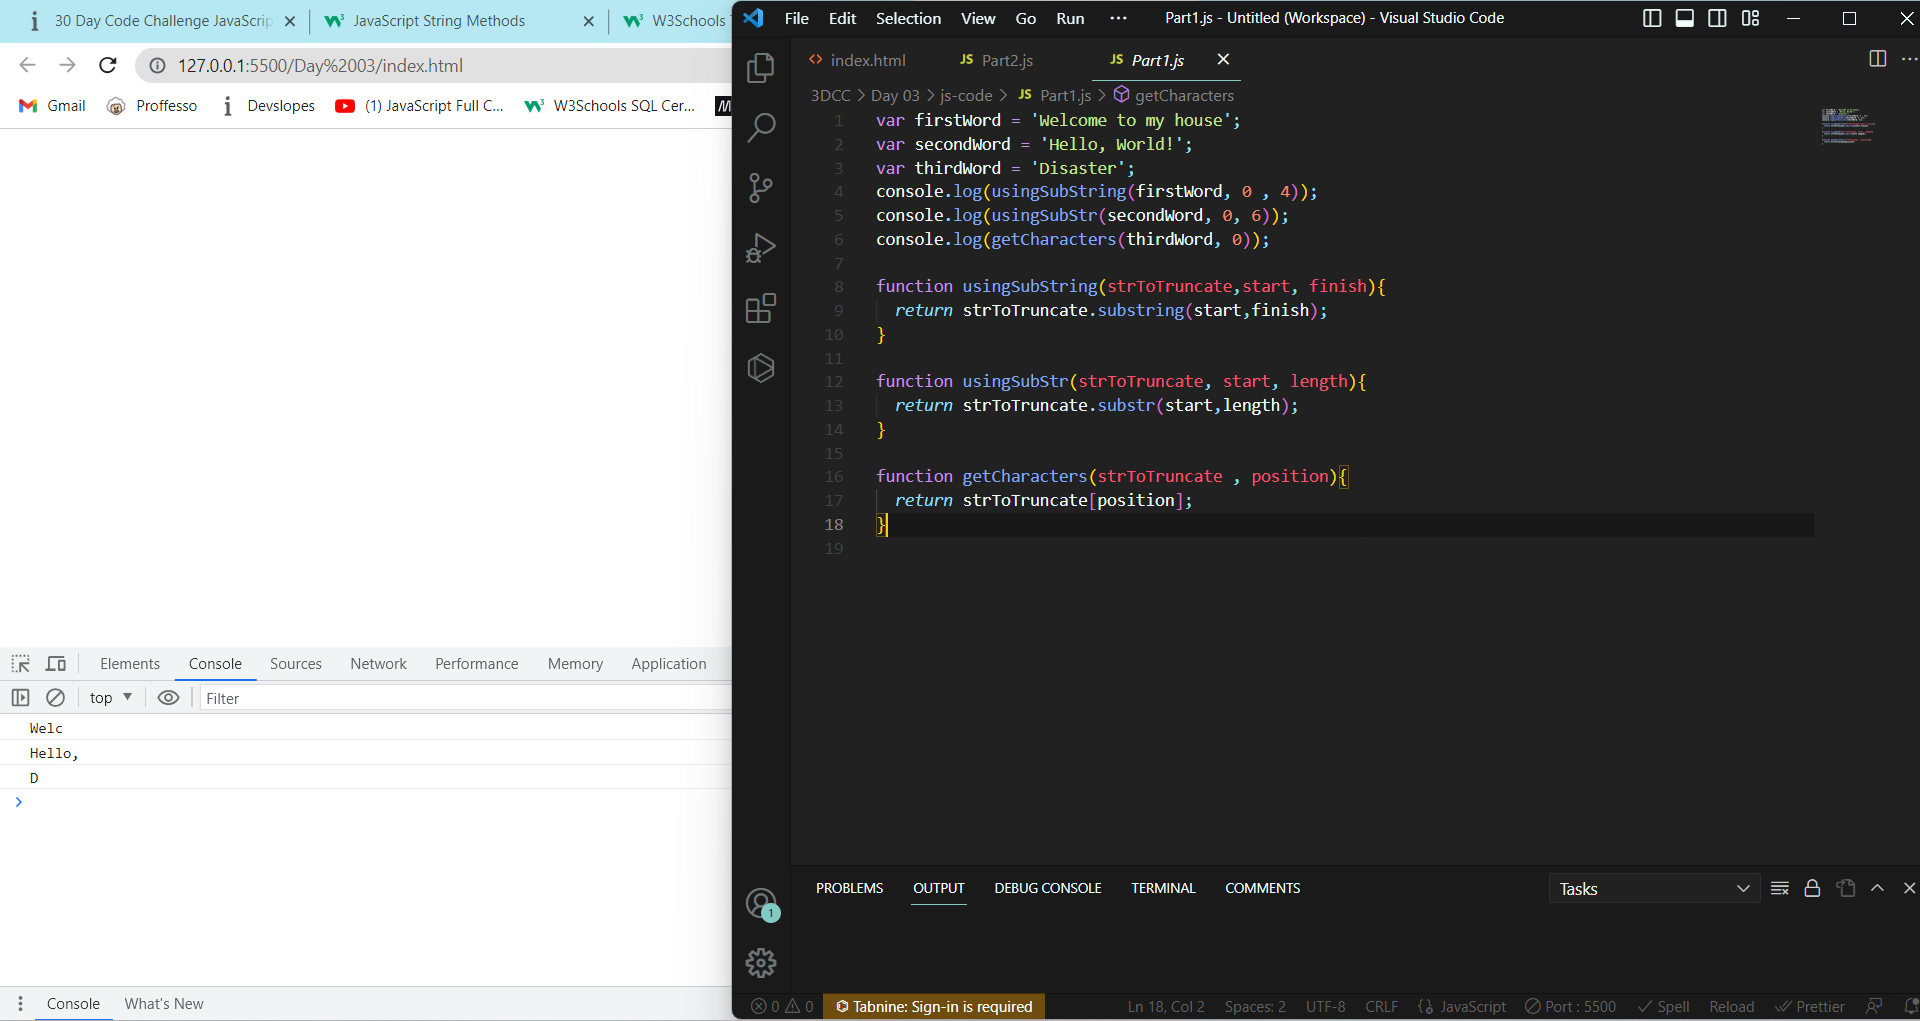 30 Day Code Challenge JavaScrip
JavaScript String Methods
W3Schools
127.0.0.1:5500/Day%2003/index.html
Gmail
Proffesso
Devslopes
(1) JavaScript Full C...
W3Schools SQL Cer...
Elements Console Sources Network Performance Memory Application
top
Filter
Welc
Hello,
D
Console What's New
File Edit Selection View Go Run ···
Part1.js - Untitled (Workspace) - Visual Studio Code
index.html
JS Part2.js
JS Part1.js
3DCC > Day 03 > js-code > JS Part1.js > getCharacters
1 var firstWord = 'Welcome to my house';
2 var secondWord = 'Hello, World!';
3 var thirdWord = 'Disaster';
4 console.log(usingSubString(firstWord, 0 , 4));
5 console.log(usingSubStr(secondWord, 0, 6));
6 console.log(getCharacters(thirdWord, 0));
7
8 function usingSubString(strToTruncate,start, finish){
9 return strToTruncate.substring(start,finish);
10 }
11
12 function usingSubStr(strToTruncate, start, length){
13 return strToTruncate.substr(start,length);
14 }
15
16 function getCharacters(strToTruncate , position){
17 return strToTruncate[position];
18 }
19
PROBLEMS OUTPUT DEBUG CONSOLE TERMINAL COMMENTS
Tasks
1
0 0 Tabnine: Sign-in is required Ln 18, Col 2 Spaces: 2 UTF-8 CRLF {} JavaScript Port : 5500 Spell Reload Prettier